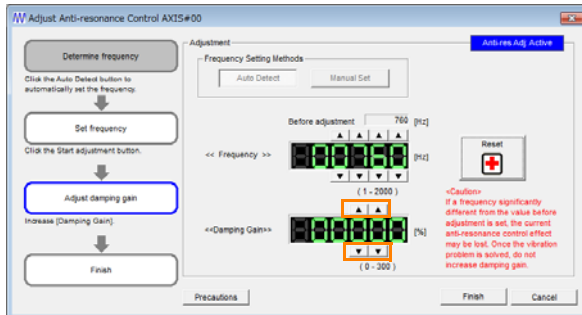 Adjust Anti-resonance Control AXIS#00
Determine frequency
Click the Auto Detect button to
automatically set the frequency.
Set frequency
Click the Start adjustment button.
Adjust damping gain
Increase [Damping Gain].
Finish
Adjustment
Anti-res Adj Active
Frequency Setting Methods
Auto Detect
Manual Set
Before adjustment 760 [Hz]
<< Frequency >> 00760 [Hz]
(1 - 2000 )
<<Damping Gain>> 00000 [%]
( 0 - 300 )
Reset
<Caution>
If a frequency significantly
different from the value before
adjustment is set, the current
anti-resonance control effect
may be lost. Once the vibration
problem is solved, do not
increase damping gain.
Precautions
Finish
Cancel